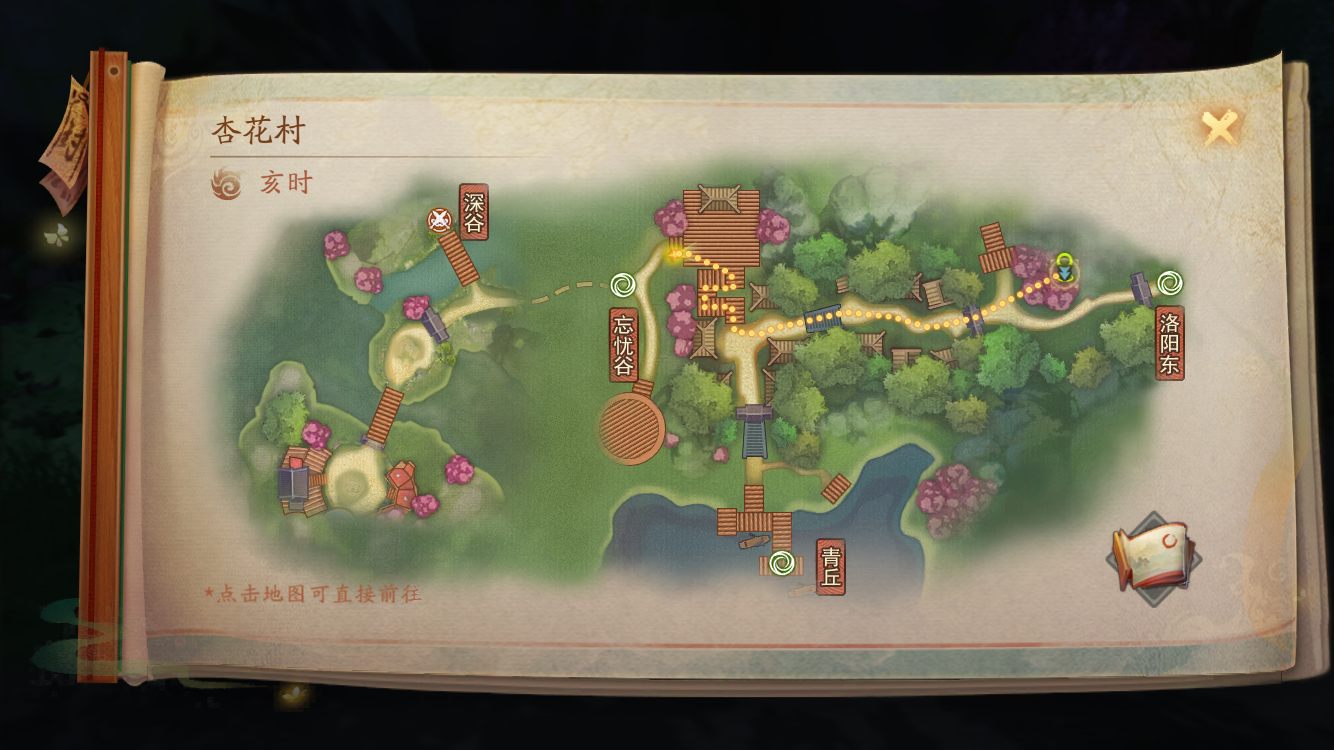 杏花村
亥时
深谷
忘忧谷
洛阳东
青丘
*点击地图可直接前往